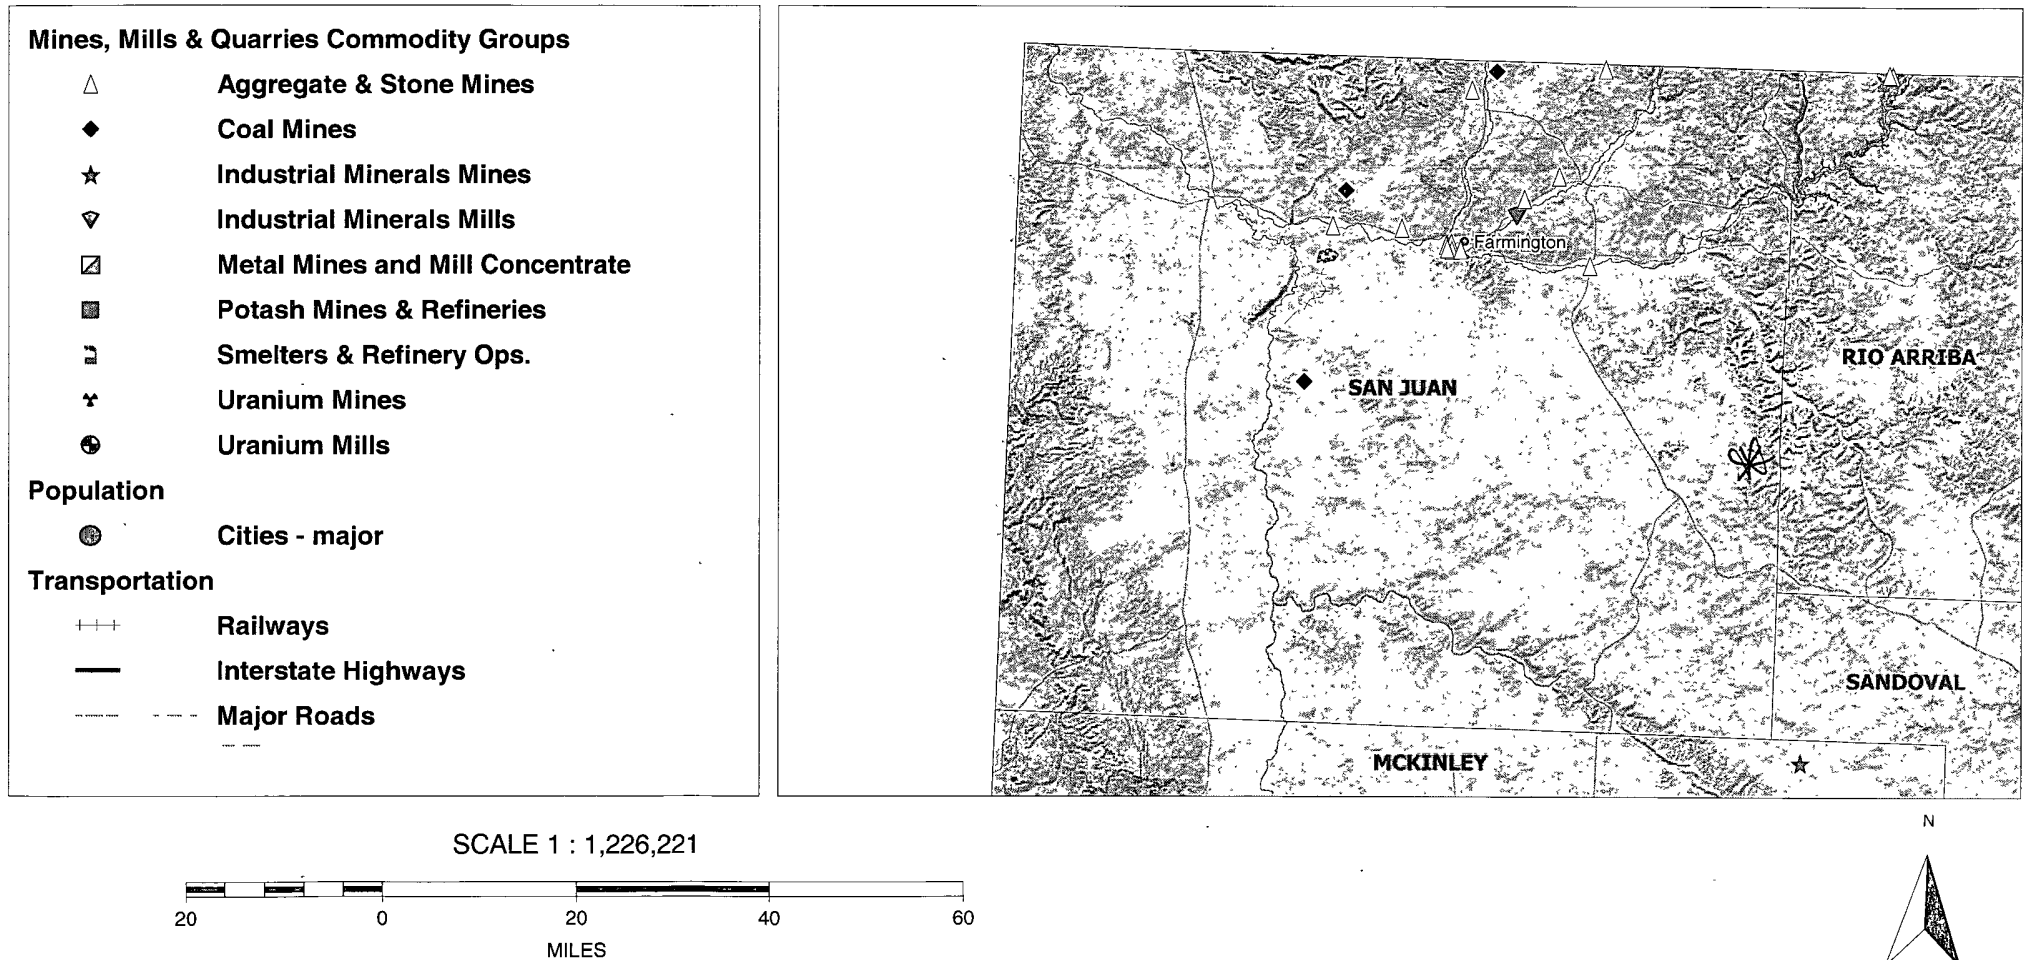 Mines, Mills & Quarries Commodity Groups
Aggregate & Stone Mines
Coal Mines
Industrial Minerals Mines
Industrial Minerals Mills
Metal Mines and Mill Concentrate
Potash Mines & Refineries
Smelters & Refinery Ops.
Uranium Mines
Uranium Mills
Population
Cities - major
Transportation
Railways
Interstate Highways
Major Roads
Farmington
RIO ARRIBA
SAN JUAN
SANDOVAL
MCKINLEY
SCALE 1 : 1,226,221
20 0 20 40 60
MILES
N